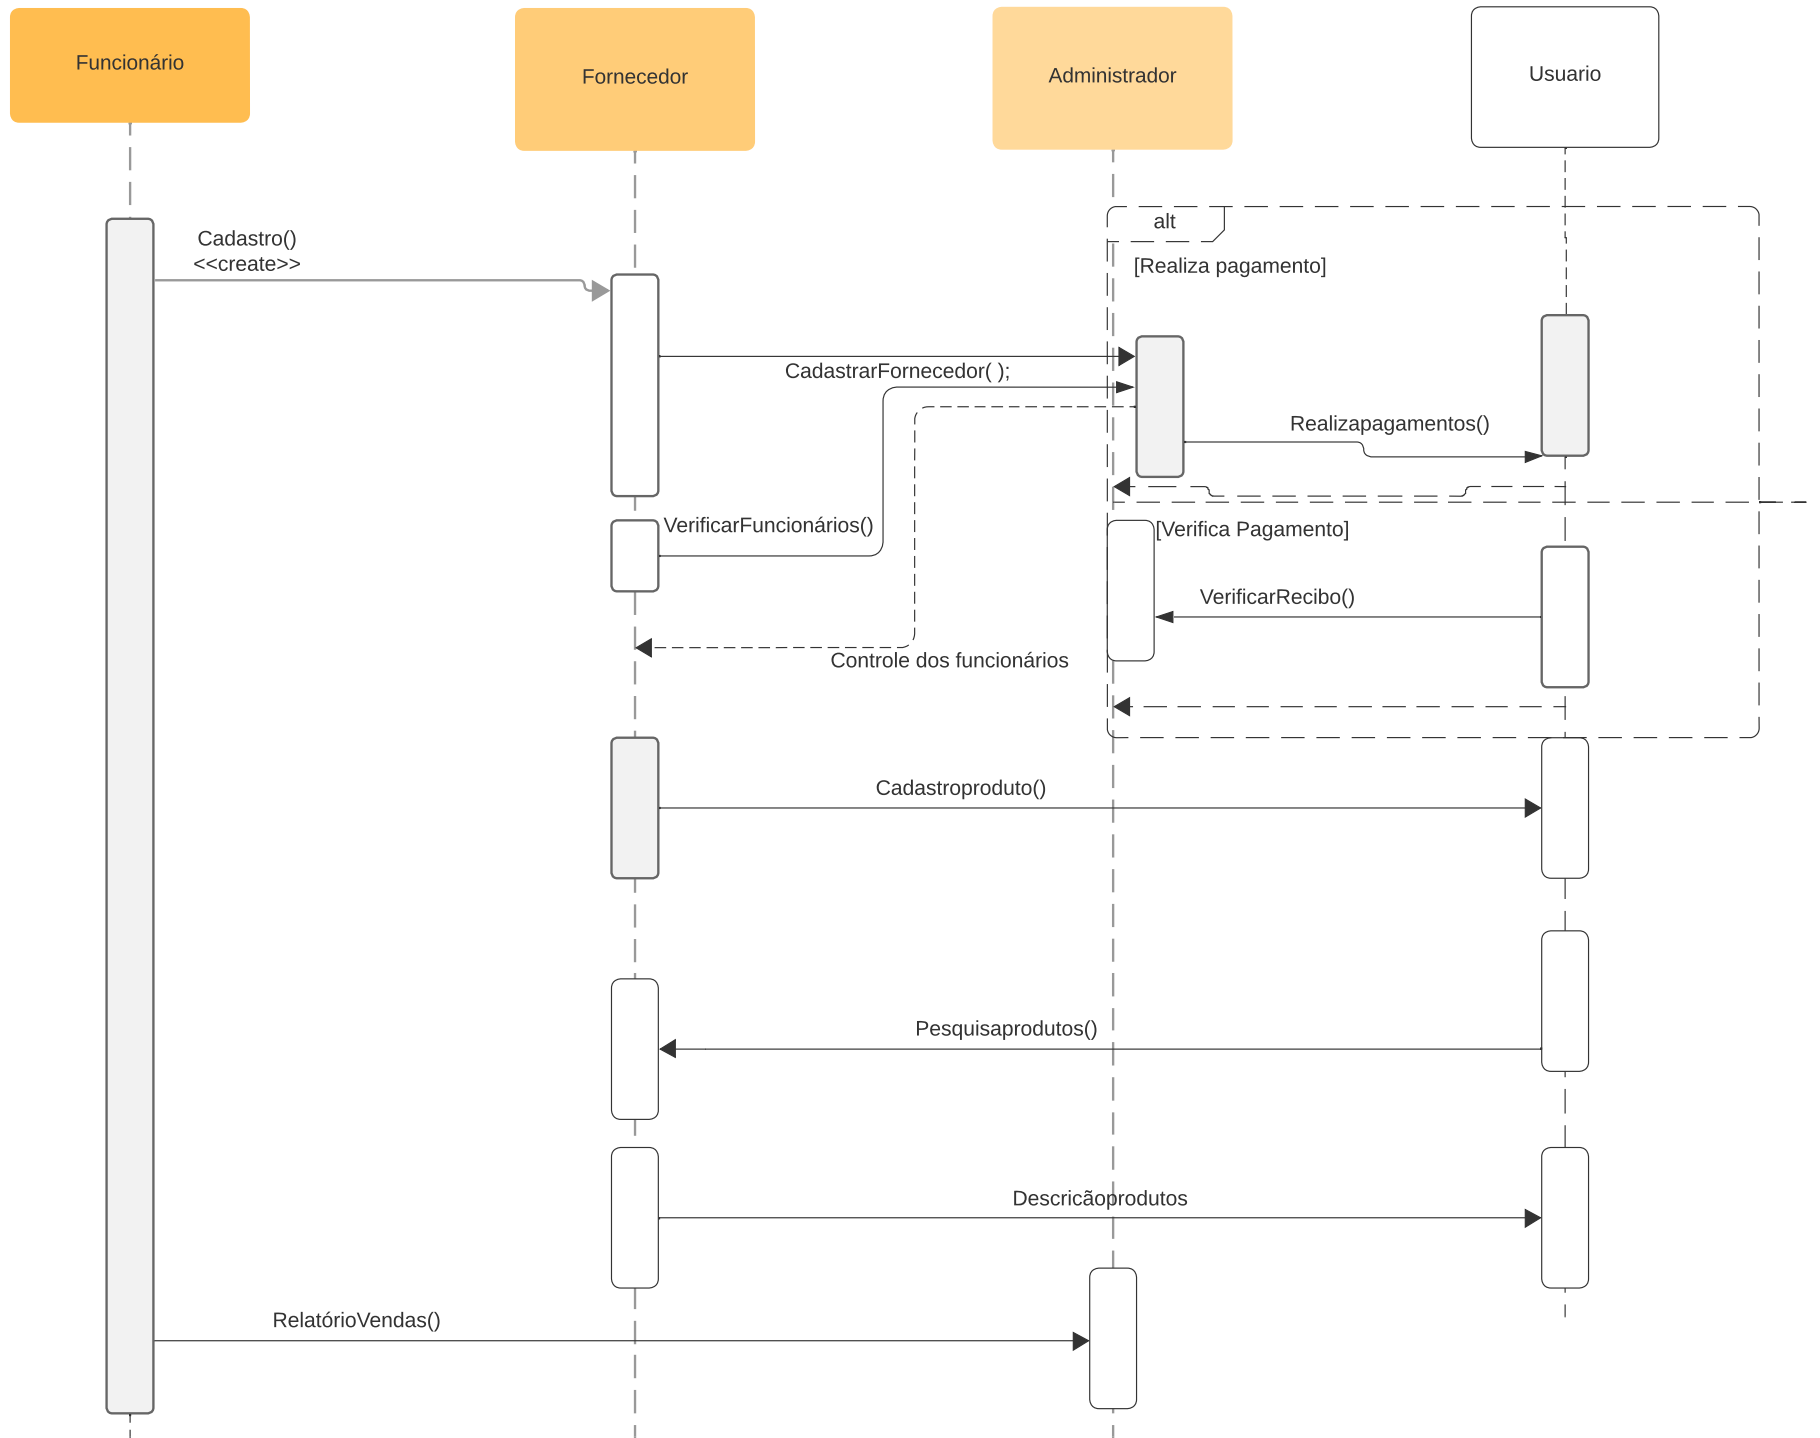 Funcionário
Fornecedor
Administrador
Usuario
alt
Cadastro()
<<create>>
[Realiza pagamento]
CadastrarFornecedor( );
Realizapagamentos()
VerificarFuncionários()
[Verifica Pagamento]
VerificarRecibo()
Controle dos funcionários
Cadastroproduto()
Pesquisaprodutos()
Descricãoprodutos
RelatórioVendas()